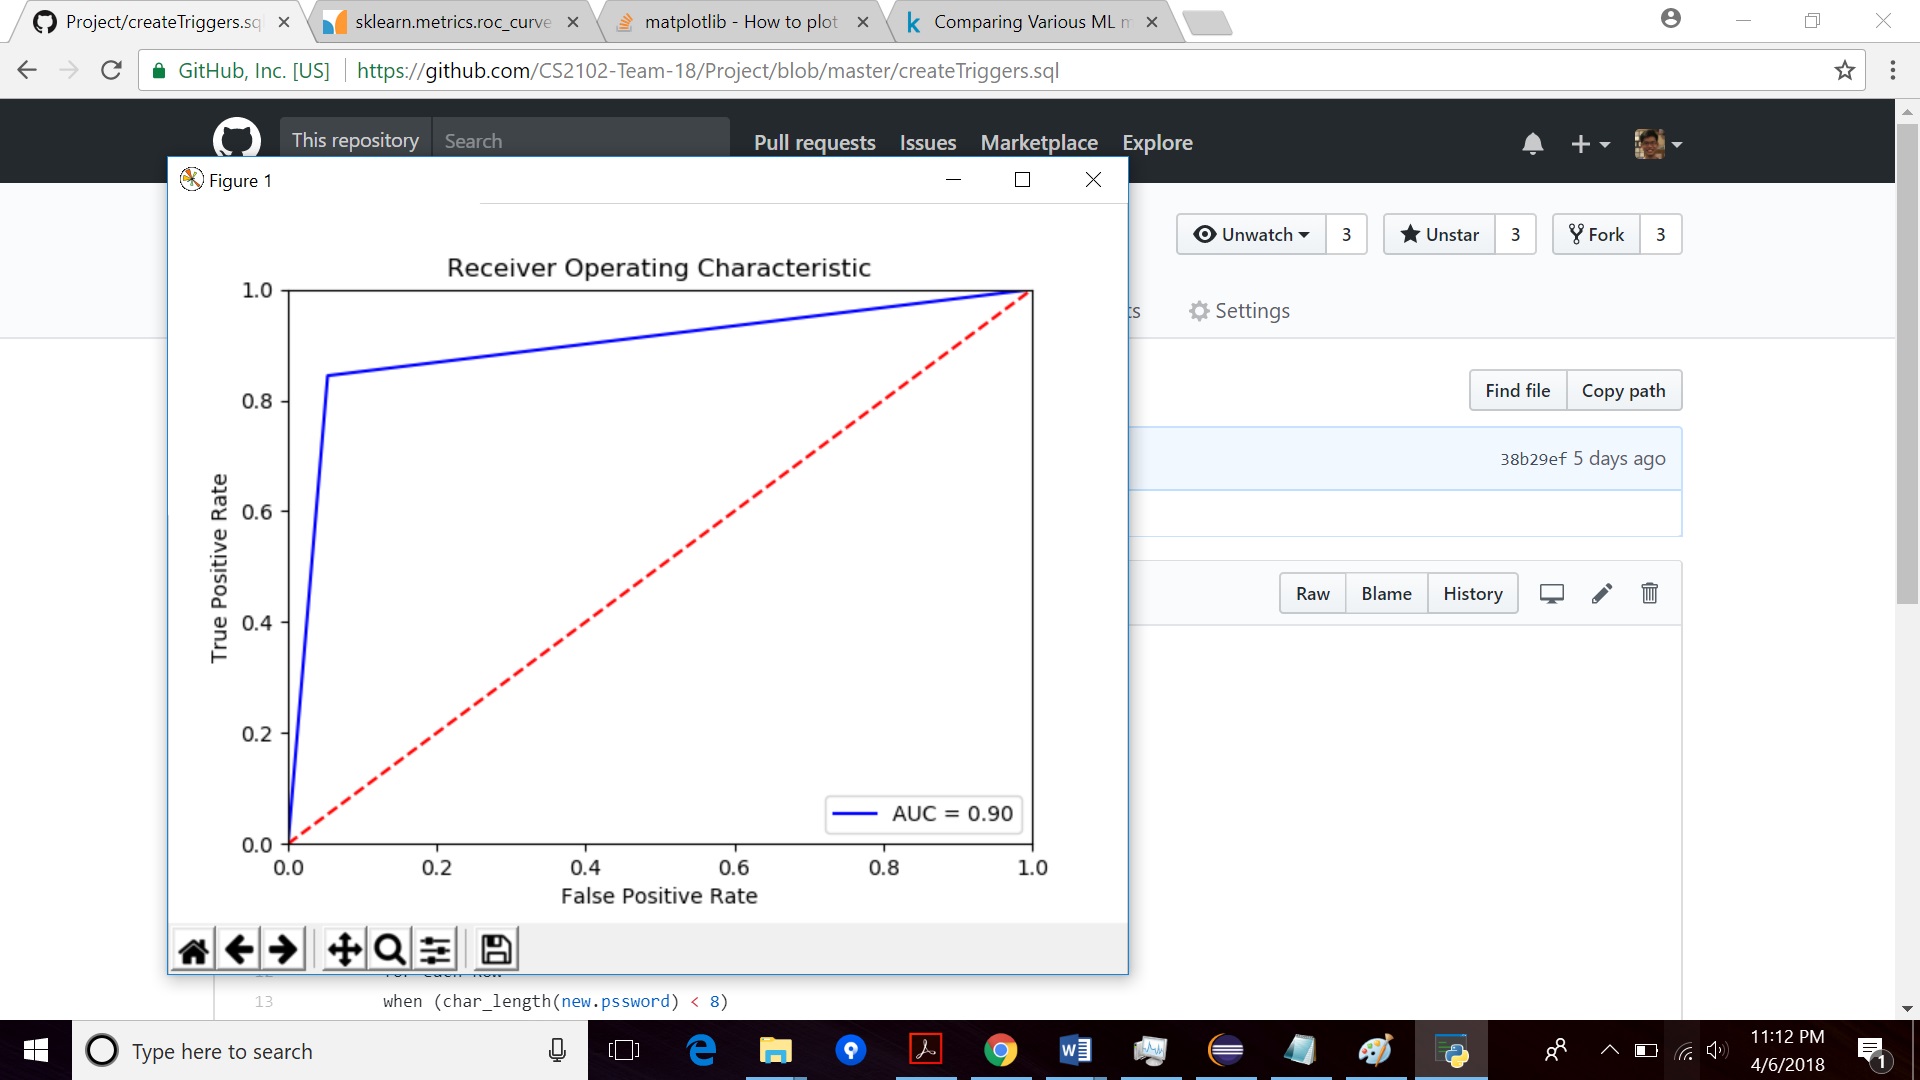 Project/createTriggers.sq
sklearn.metrics.roc_curve
matplotlib - How to plot
Comparing Various ML m
GitHub, Inc. [US]
https://github.com/CS2102-Team-18/Project/blob/master/createTriggers.sql
This repository
Search
Pull requests
Issues
Marketplace
Explore
Figure 1
Unwatch 3
Unstar 3
Fork 3
Settings
Find file
Copy path
38b29ef 5 days ago
Raw
Blame
History
Receiver Operating Characteristic
1.0
0.8
0.6
0.4
0.2
0.0
True Positive Rate
AUC = 0.90
0.0 0.2 0.4 0.6 0.8 1.0
False Positive Rate
13 when (char_length(new.pssword) < 8)
Type here to search
11:12 PM
4/6/2018
1